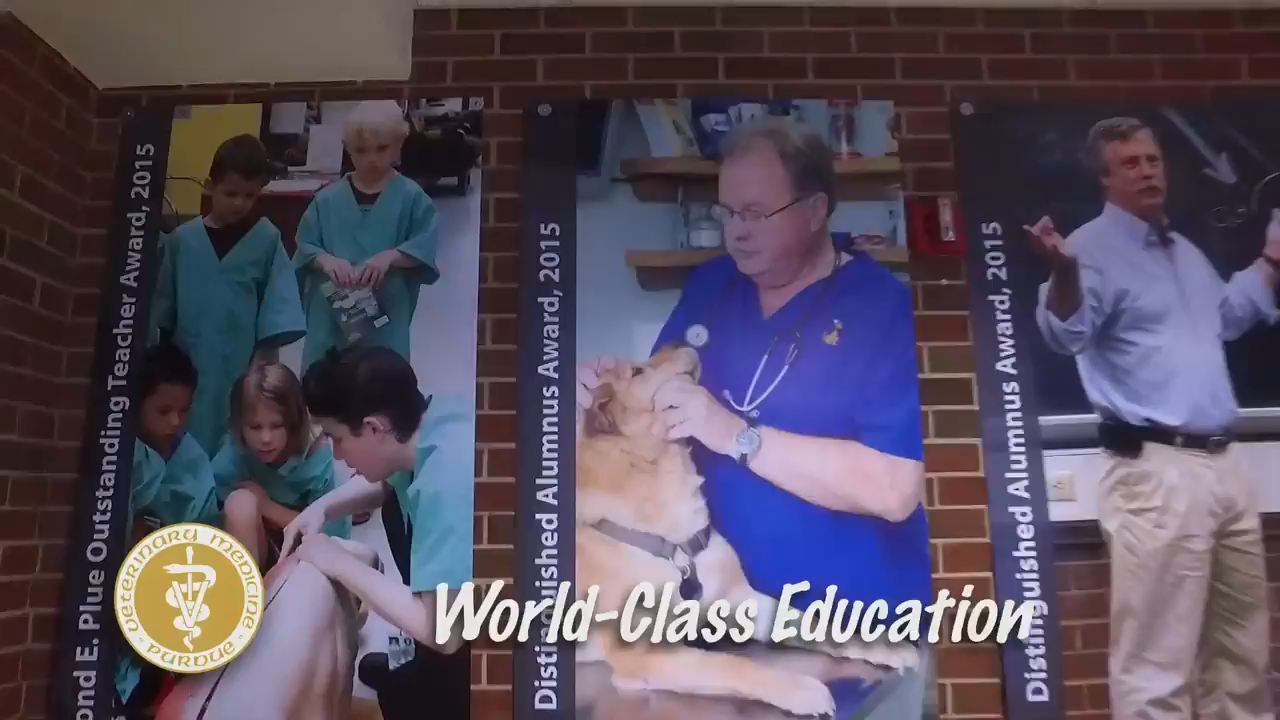 ond E. Plue Outstanding Teacher Award, 2015
Distinguished Alumnus Award, 2015
Distinguished Alumnus Award, 2015
VETERINARY MEDICINE
PURDUE
World-Class Education